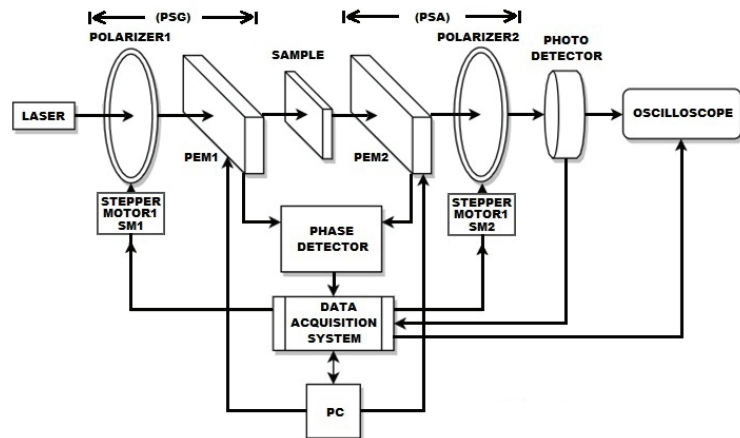 (PSG)
(PSA)
POLARIZER1
SAMPLE
POLARIZER2
PHOTO
DETECTOR
LASER
OSCILLOSCOPE
PEM1
PEM2
STEPPER
MOTOR1
SM1
PHASE
DETECTOR
STEPPER
MOTOR1
SM2
DATA
ACQUISITION
SYSTEM
PC